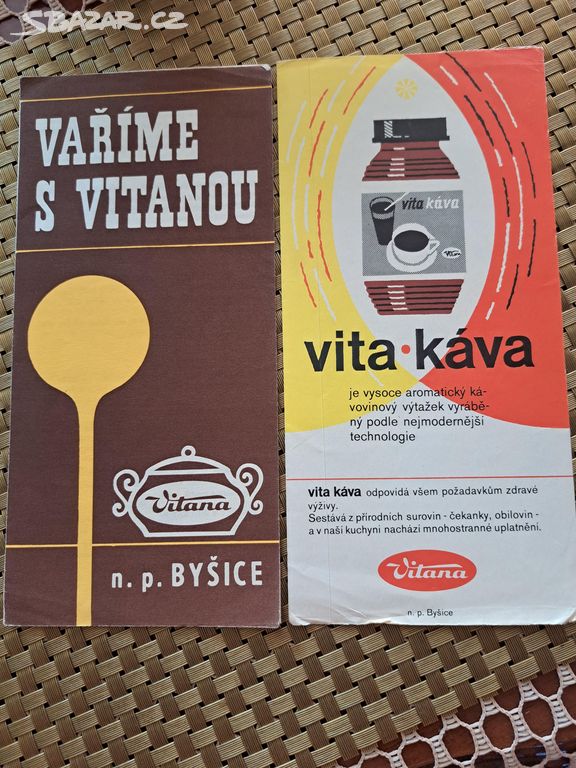 SBAZAR.CZ
VAŘÍME
S VITANOU
Vitana
n. p. BYŠICE
vita káva
Vitana
vita·káva
je vysoce aromatický ká-
vovinový výtažek vyrábě-
ný podle nejmodernější
technologie
vita káva odpovídá všem požadavkům zdravé
výživy.
Sestává z přírodních surovin - čekanky, obilovin -
a v naší kuchyni nachází mnohostranné uplatnění.
Vitana
n. p. Byšice